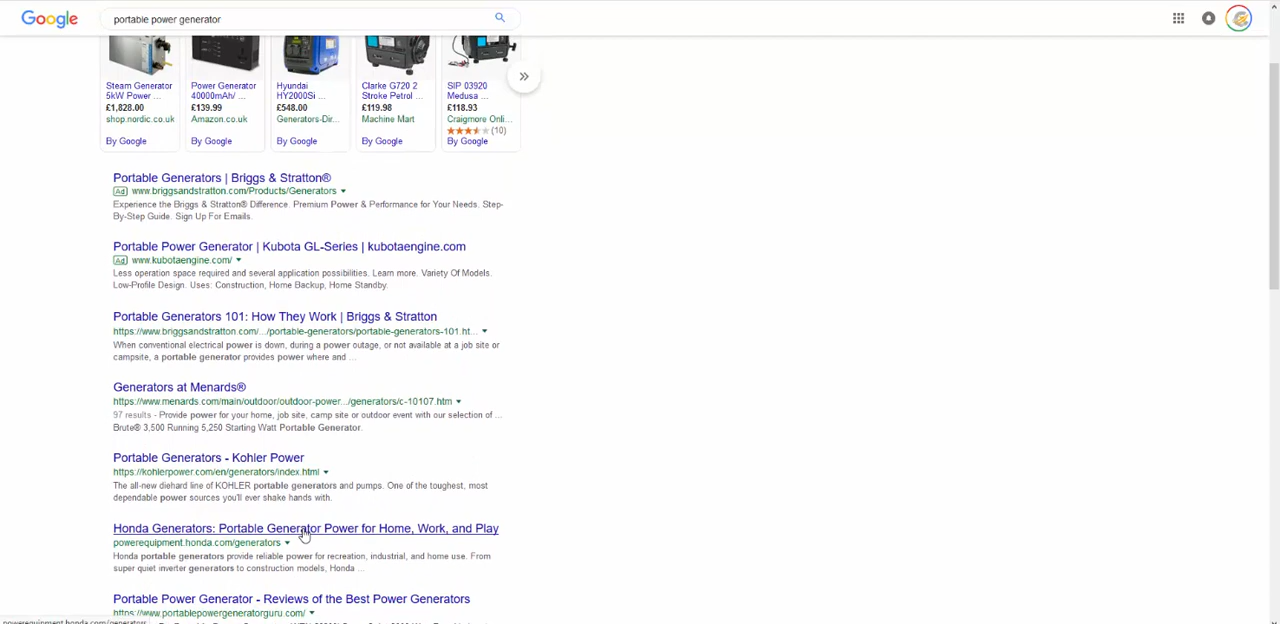 Google
portable power generator
Steam Generator
5kW Power ...
£1,828.00
shop.nordic.co.uk
By Google
Power Generator
40000mAh/ ...
£139.99
Amazon.co.uk
By Google
Hyundai
HY2000Si ...
£548.00
Generators-Dir...
By Google
Clarke G720 2
Stroke Petrol ...
£119.98
Machine Mart
By Google
SIP 03920
Medusa ...
£118.93
Craigmore Onli...
(10)
By Google
Portable Generators | Briggs & Stratton®
Ad www.briggsandstratton.com/Products/Generators
Experience the Briggs & Stratton® Difference. Premium Power & Performance for Your Needs. Step-
By-Step Guide. Sign Up For Emails.
Portable Power Generator | Kubota GL-Series | kubotaengine.com
Ad www.kubotaengine.com/
Less operation space required and several application possibilities. Learn more. Variety Of Models.
Low-Profile Design. Uses: Construction, Home Backup, Home Standby.
Portable Generators 101: How They Work | Briggs & Stratton
https://www.briggsandstratton.com/.../portable-generators/portable-generators-101.ht...
When conventional electrical power is down, during a power outage, or not available at a job site or
campsite, a portable generator provides power where and ...
Generators at Menards®
https://www.menards.com/main/outdoor/outdoor-power.../generators/c-10107.htm
97 results - Provide power for your home, job site, camp site or outdoor event with our selection of ...
Brute® 3,500 Running 5,250 Starting Watt Portable Generator.
Portable Generators - Kohler Power
https://kohlerpower.com/en/generators/index.html
The all-new diehard line of KOHLER portable generators and pumps. One of the toughest, most
dependable power sources you'll ever shake hands with.
Honda Generators: Portable Generator Power for Home, Work, and Play
powerequipment.honda.com/generators
Honda portable generators provide reliable power for recreation, industrial, and home use. From
super quiet inverter generators to construction models, Honda ...
Portable Power Generator - Reviews of the Best Power Generators
https://www.portablepowergeneratorguru.com/
powerequipment.honda.com/generators